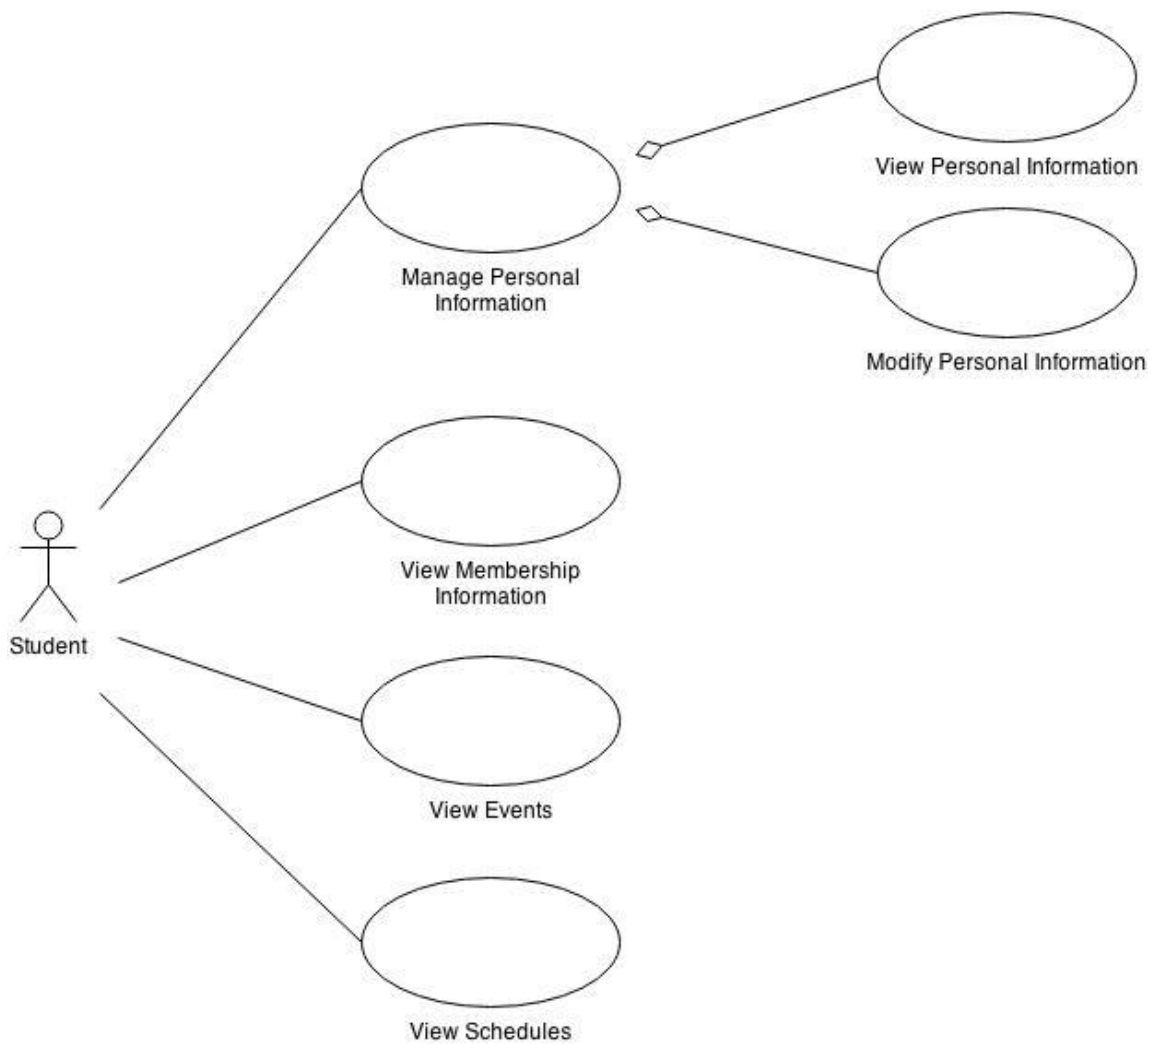 View Personal Information
Manage Personal
Information
Modify Personal Information
View Membership
Information
Student
View Events
View Schedules